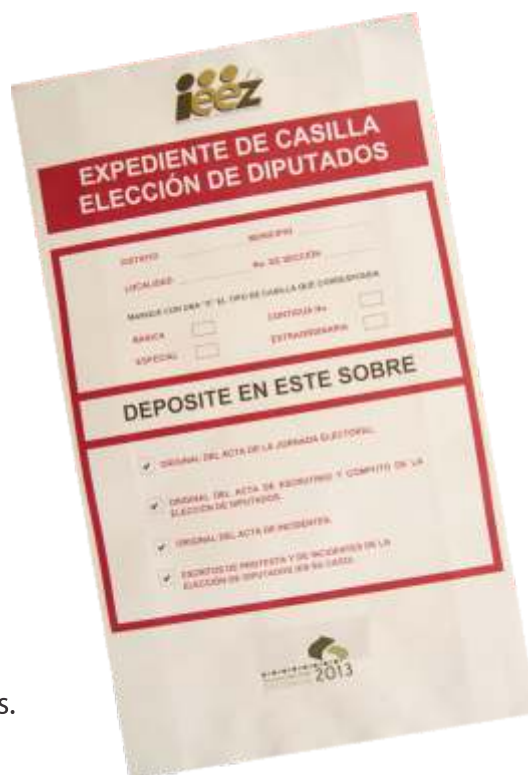 ieez
EXPEDIENTE DE CASILLA
ELECCIÓN DE DIPUTADOS
DISTRITO MUNICIPIO
LOCALIDAD No. DE SECCIÓN
MARQUE CON UNA "X" EL TIPO DE CASILLA QUE CORRESPONDA
BÁSICA CONTIGUA No.
ESPECIAL EXTRAORDINARIA
DEPOSITE EN ESTE SOBRE
ORIGINAL DEL ACTA DE LA JORNADA ELECTORAL.
ORIGINAL DEL ACTA DE ESCRUTINIO Y CÓMPUTO DE LA
ELECCIÓN DE DIPUTADOS.
ORIGINAL DEL ACTA DE INCIDENTES.
ESCRITOS DE PROTESTA Y DE INCIDENTES DE LA
ELECCIÓN DE DIPUTADOS (EN SU CASO).
2013
s.